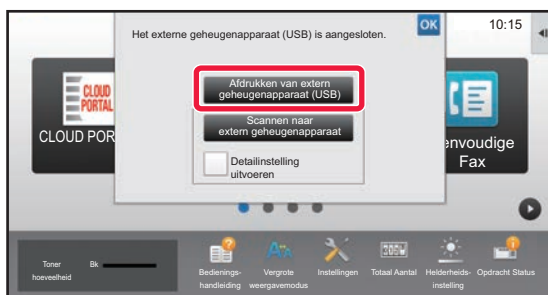 Het externe geheugenapparaat (USB) is aangesloten.
OK
10:15
Afdrukken van extern
geheugenapparaat (USB)
Scannen naar
extern geheugenapparaat
Detailinstelling
uitvoeren
CLOUD
PORTAL
CLOUD POR
envoudige
Fax
Toner
hoeveelheid
Bk
Bedienings-
handleiding
Vergrote
weergavemodus
Instellingen
Totaal Aantal
Helderheids-
instelling
Opdracht Status